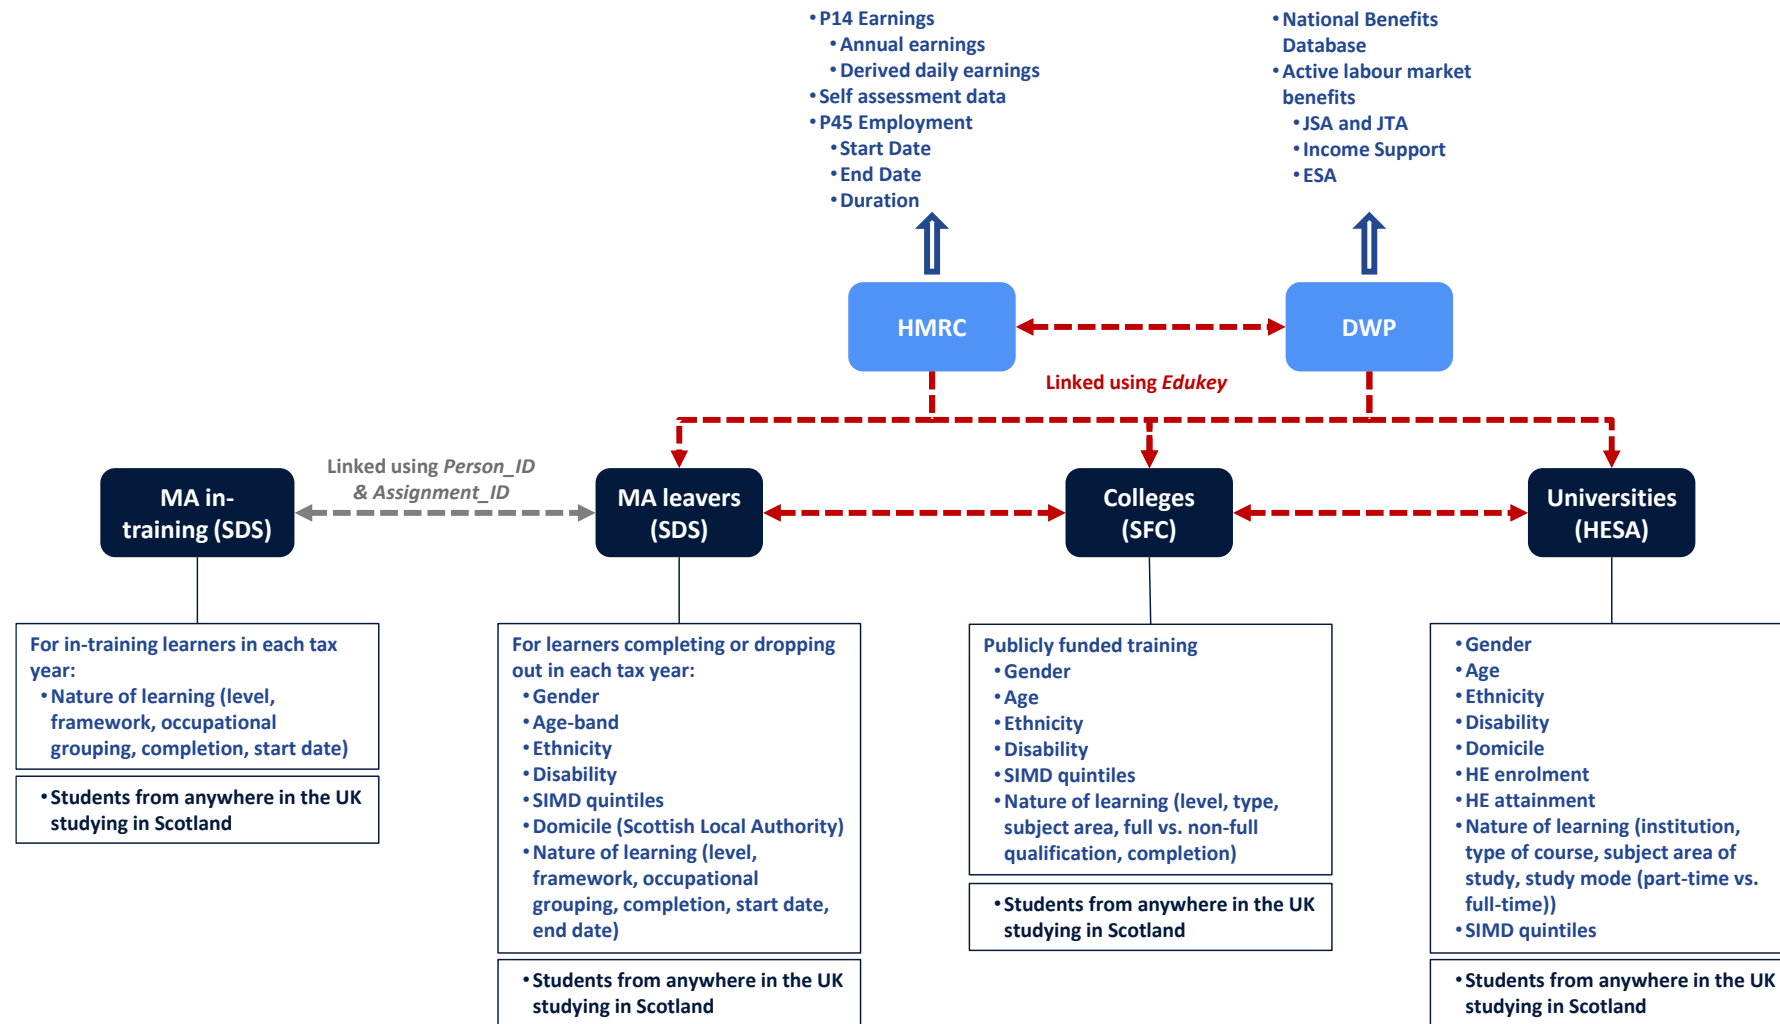 • P14 Earnings
• Annual earnings
• Derived daily earnings
• Self assessment data
• P45 Employment
• Start Date
• End Date
• Duration
• National Benefits
Database
• Active labour market
benefits
• JSA and JTA
• Income Support
• ESA
HMRC
DWP
Linked using Edukey
Linked using Person_ID
& Assignment_ID
MA in-
training (SDS)
MA leavers
(SDS)
Colleges
(SFC)
Universities
(HESA)
For in-training learners in each tax
year:
• Nature of learning (level,
framework, occupational
grouping, completion, start date)
• Students from anywhere in the UK
studying in Scotland
For learners completing or dropping
out in each tax year:
• Gender
• Age-band
• Ethnicity
• Disability
• SIMD quintiles
• Domicile (Scottish Local Authority)
• Nature of learning (level,
framework, occupational
grouping, completion, start date,
end date)
• Students from anywhere in the UK
studying in Scotland
Publicly funded training
• Gender
• Age
• Ethnicity
• Disability
• SIMD quintiles
• Nature of learning (level, type,
subject area, full vs. non-full
qualification, completion)
• Students from anywhere in the UK
studying in Scotland
• Gender
• Age
• Ethnicity
• Disability
• Domicile
• HE enrolment
• HE attainment
• Nature of learning (institution,
type of course, subject area of
study, study mode (part-time vs.
full-time))
• SIMD quintiles
• Students from anywhere in the UK
studying in Scotland